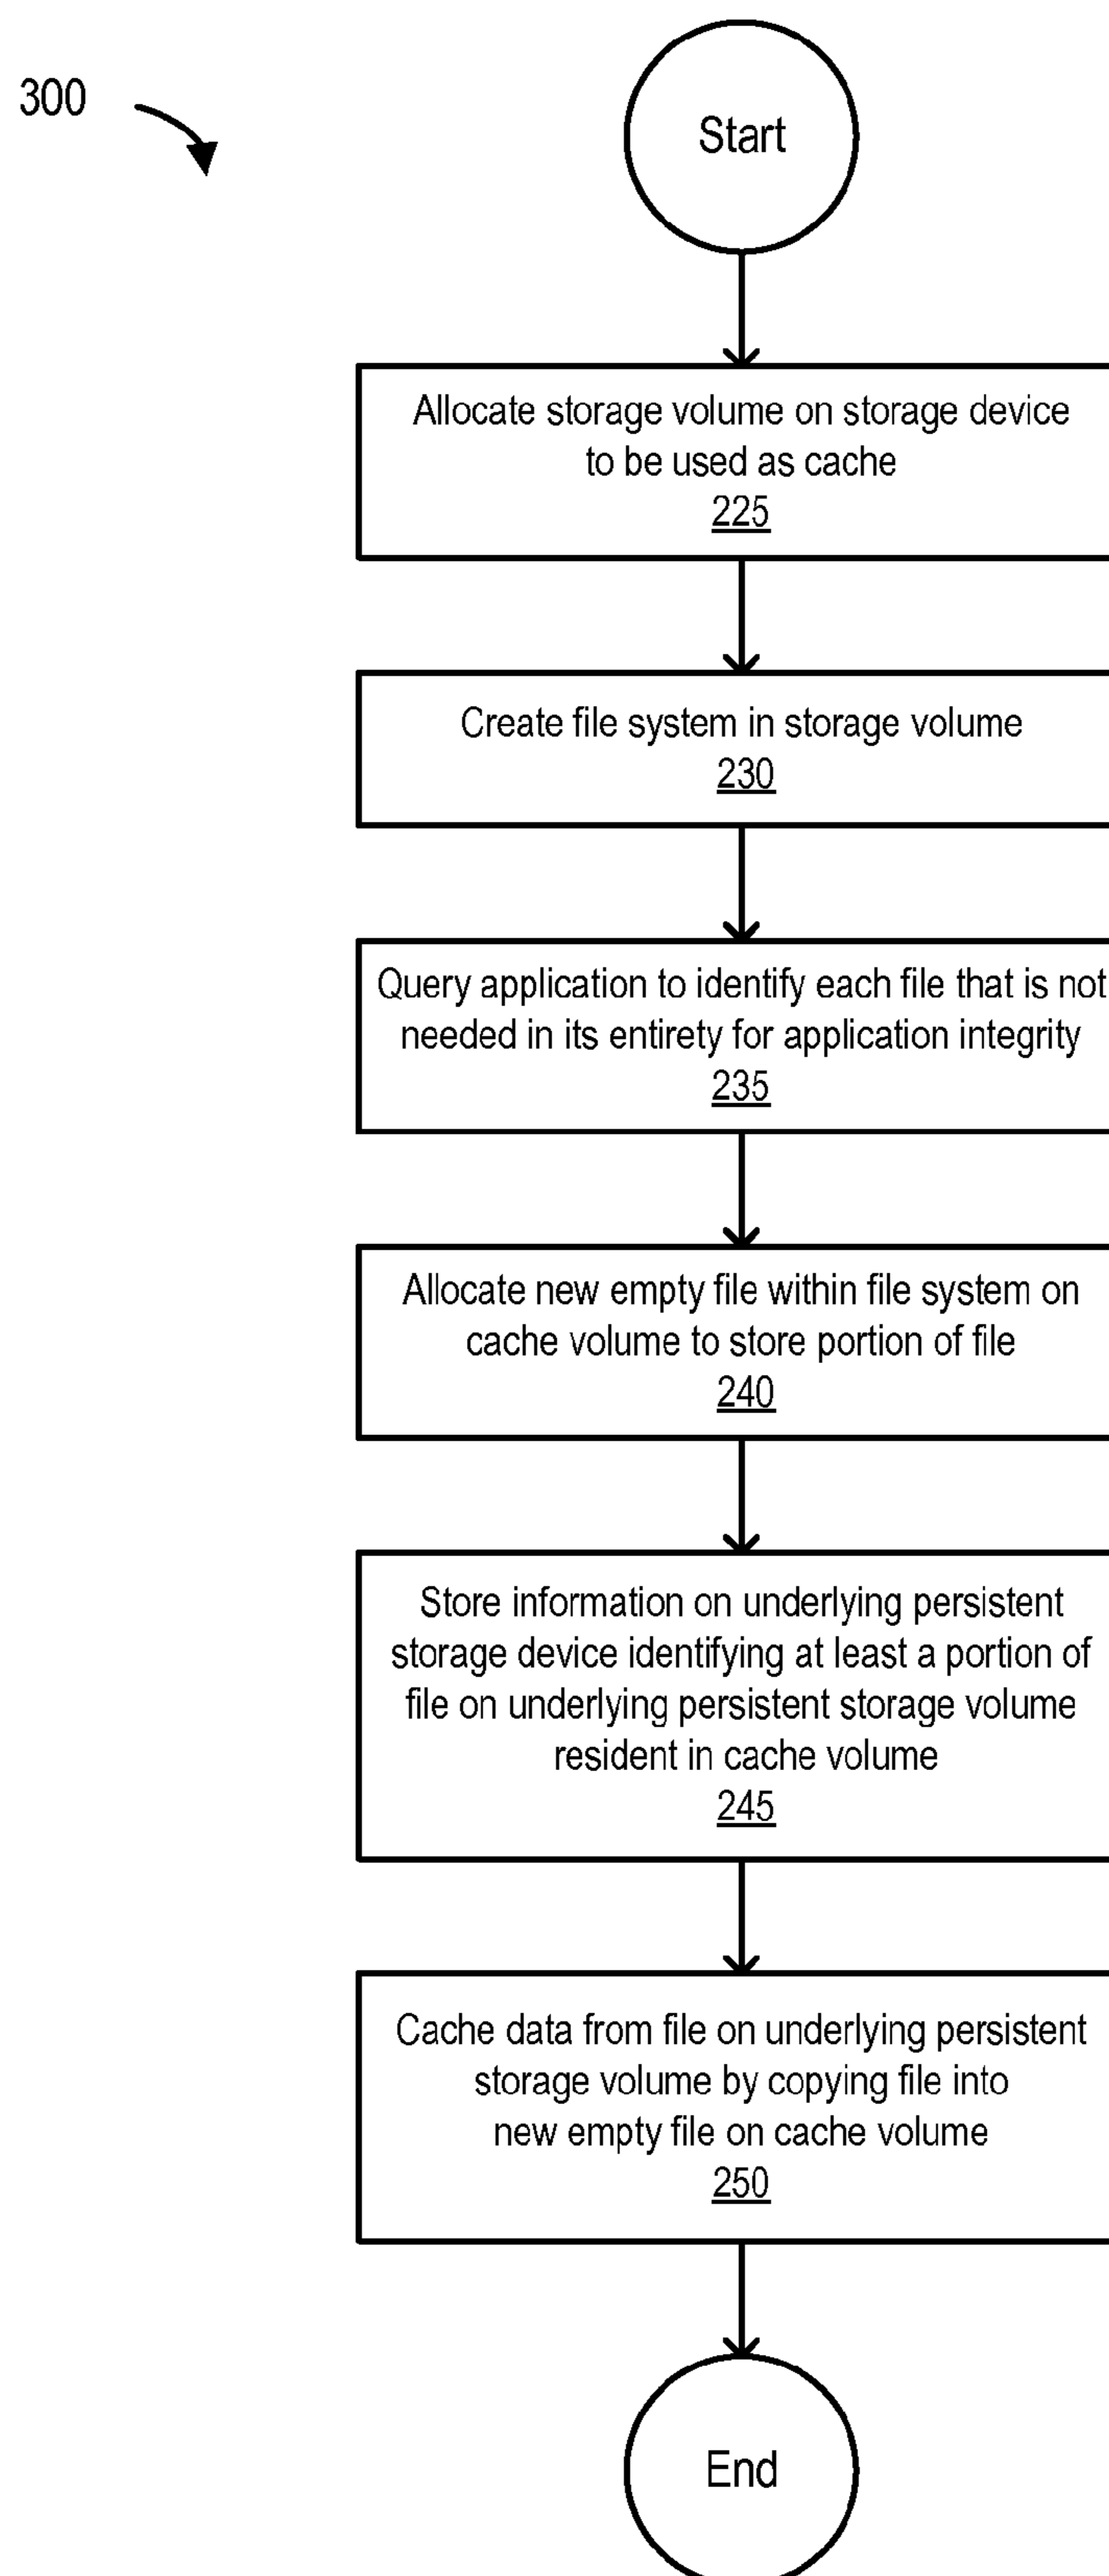 300
Start
Allocate storage volume on storage device
to be used as cache
225
Create file system in storage volume
230
Query application to identify each file that is not
needed in its entirety for application integrity
235
Allocate new empty file within file system on
cache volume to store portion of file
240
Store information on underlying persistent
storage device identifying at least a portion of
file on underlying persistent storage volume
resident in cache volume
245
Cache data from file on underlying persistent
storage volume by copying file into
new empty file on cache volume
250
End